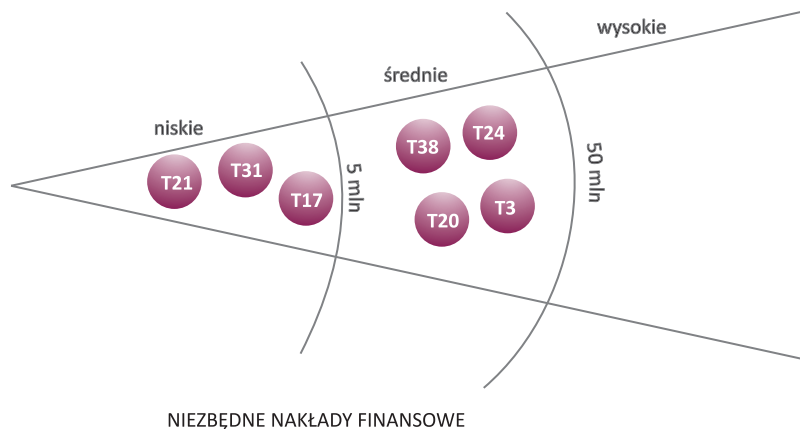 wysokie
średnie
niskie
T38
T24
T21
T31
T17
T20
T3
5 mln
50 mln
NIEZBĘDNE NAKŁADY FINANSOWE